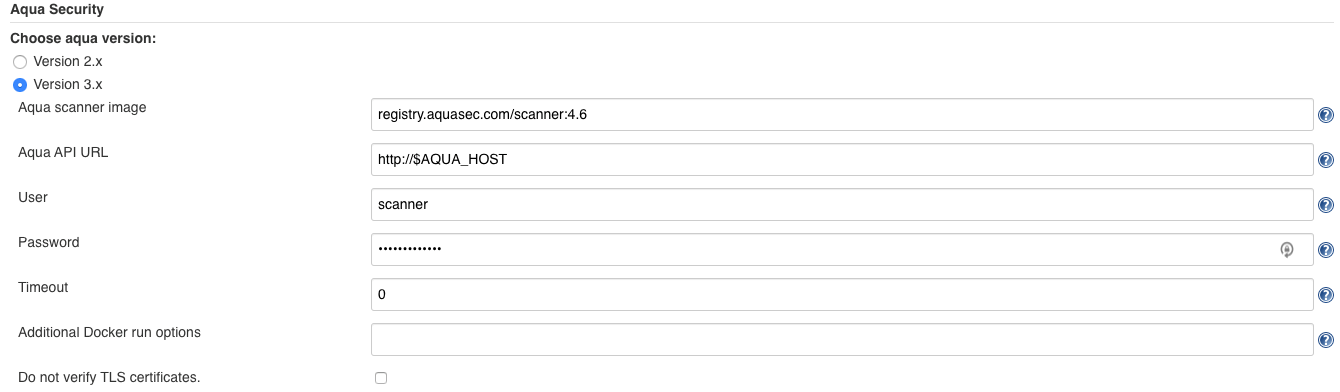 Aqua Security
Choose aqua version:
Version 2.x
Version 3.x
Aqua scanner image registry.aquasec.com/scanner:4.6
Aqua API URL http://$AQUA_HOST
User scanner
Password •••••••••••••
Timeout 0
Additional Docker run options
Do not verify TLS certificates.